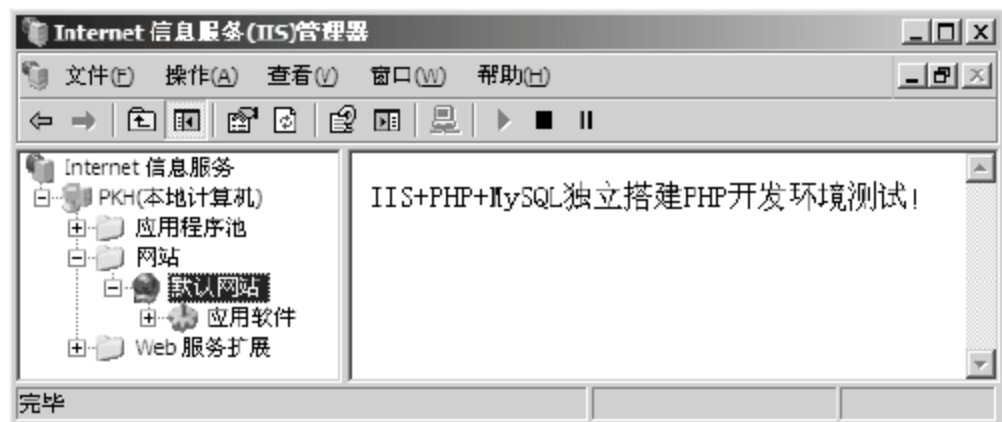 Internet 信息服务(IIS)管理器
文件(F) 操作(A) 查看(V) 窗口(W) 帮助(H)
Internet 信息服务
PKH(本地计算机)
应用程序池
网站
默认网站
应用软件
Web 服务扩展
IIS+PHP+MySQL独立搭建PHP开发环境测试!
完毕